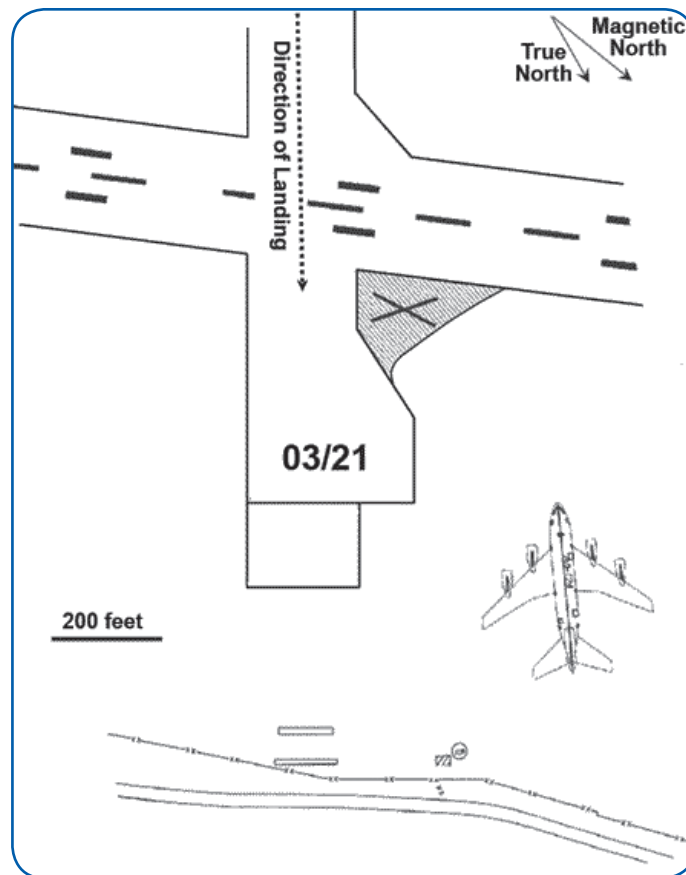 Magnetic
North
True
North
Direction of Landing
03/21
200 feet